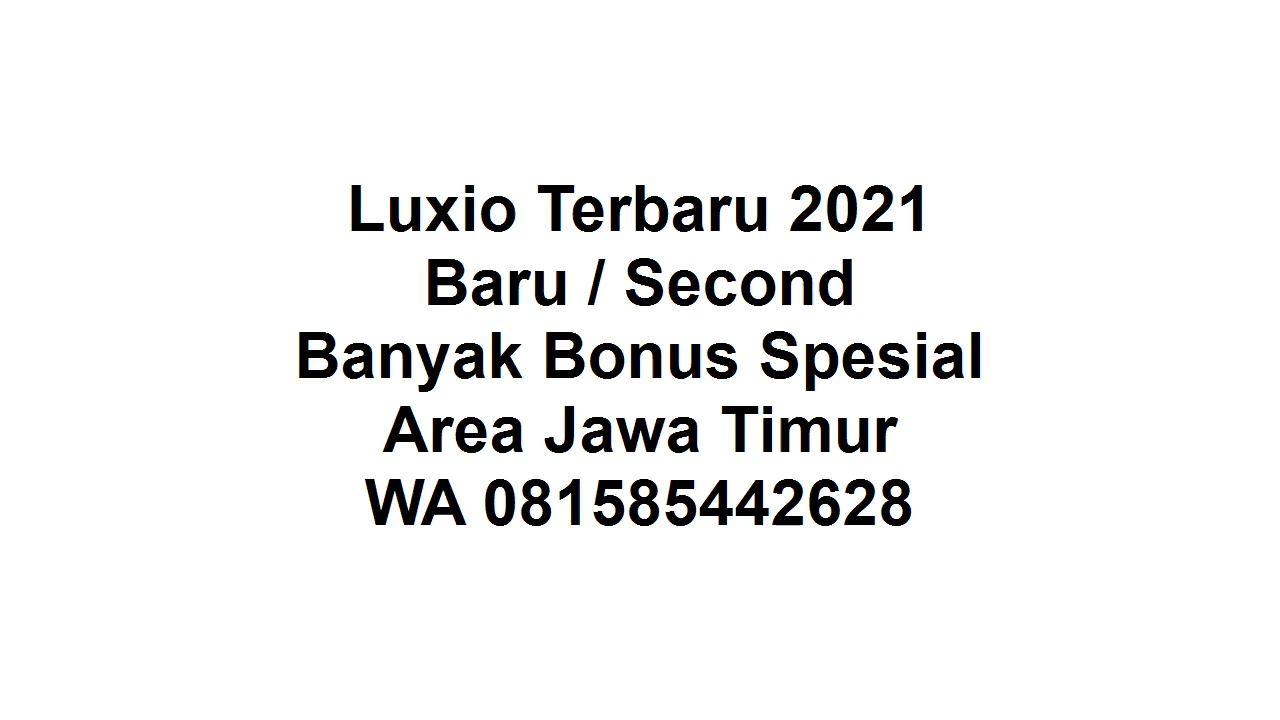 Luxio Terbaru 2021
Baru / Second
Banyak Bonus Spesial
Area Jawa Timur
WA 081585442628